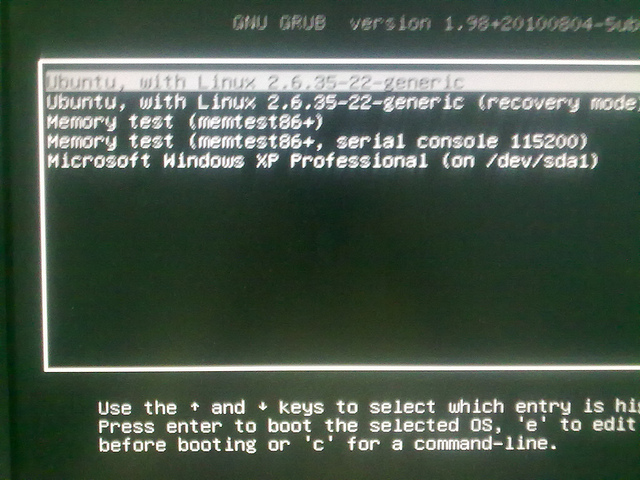 GNU GRUB version 1.98+20100804-5ub
Ubuntu, with Linux 2.6.35-22-generic
Ubuntu, with Linux 2.6.35-22-generic (recovery mode
Memory test (memtest86+)
Memory test (memtest86+, serial console 115200)
Microsoft Windows XP Professional (on /dev/sda1)
Use the ↑ and ↓ keys to select which entry is hi
Press enter to boot the selected OS, 'e' to edit
before booting or 'c' for a command-line.